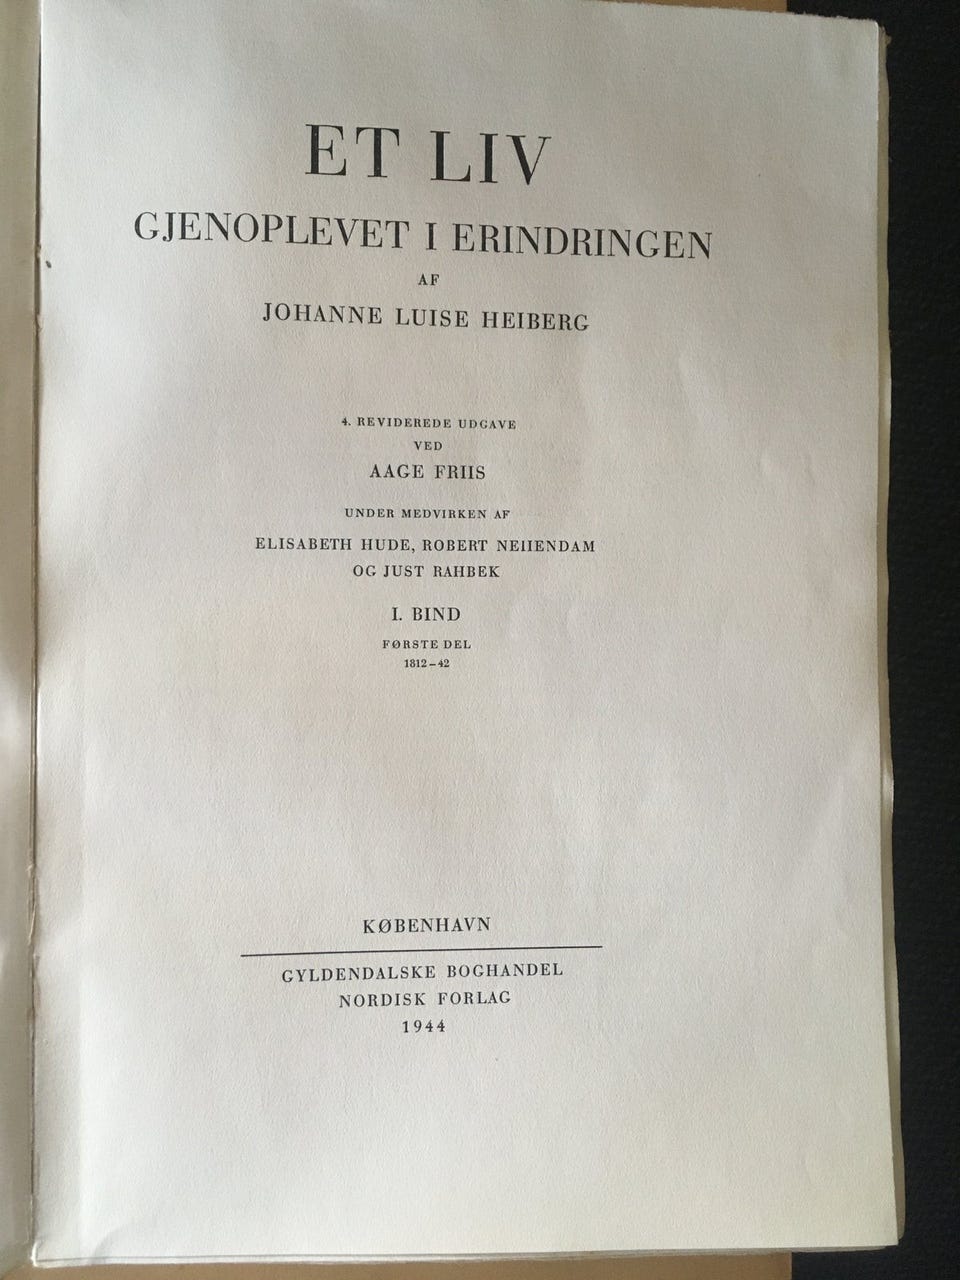 ET LIV
GJENOPLEVET I ERINDRINGEN
AF
JOHANNE LUISE HEIBERG
4. REVIDEREDE UDGAVE
VED
AAGE FRIIS
UNDER MEDVIRKEN AF
ELISABETH HUDE, ROBERT NEIIENDAM
OG JUST RAHBEK
I. BIND
FØRSTE DEL
1812–42
KØBENHAVN
GYLDENDALSKE BOGHANDEL
NORDISK FORLAG
1944